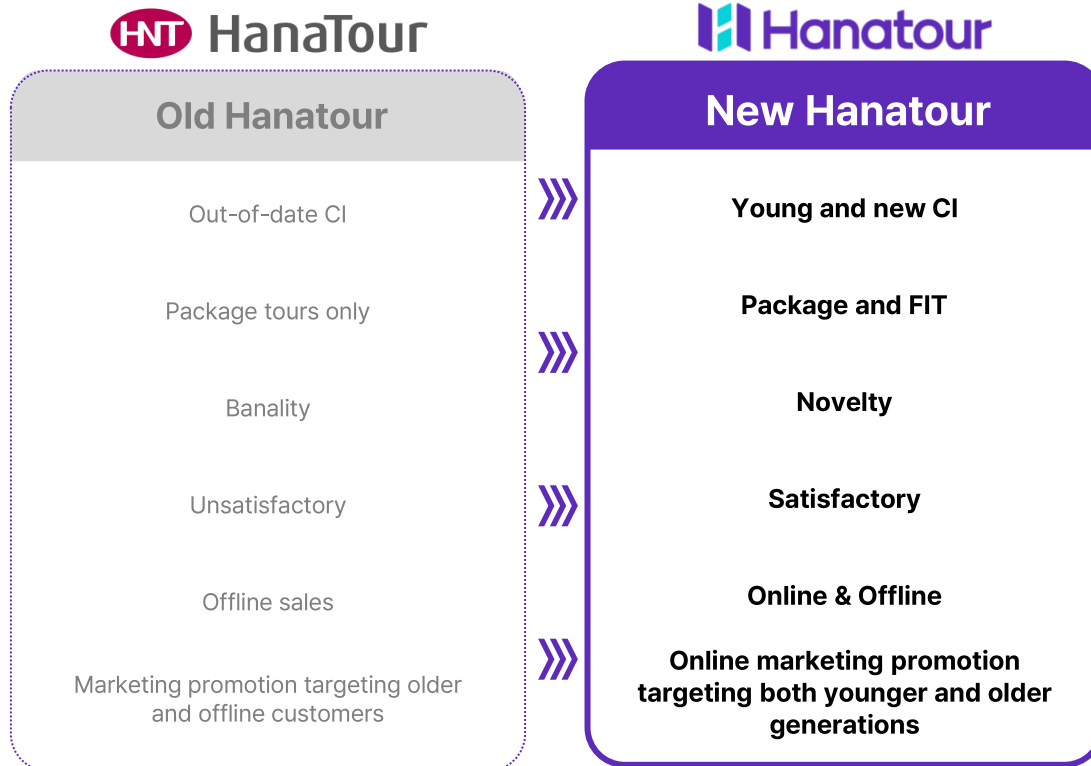 HNT HanaTour
Hanatour
Old Hanatour
New Hanatour
Out-of-date CI
Young and new CI
Package tours only
Package and FIT
Banality
Novelty
Unsatisfactory
Satisfactory
Offline sales
Online & Offline
Marketing promotion targeting older
and offline customers
Online marketing promotion
targeting both younger and older
generations